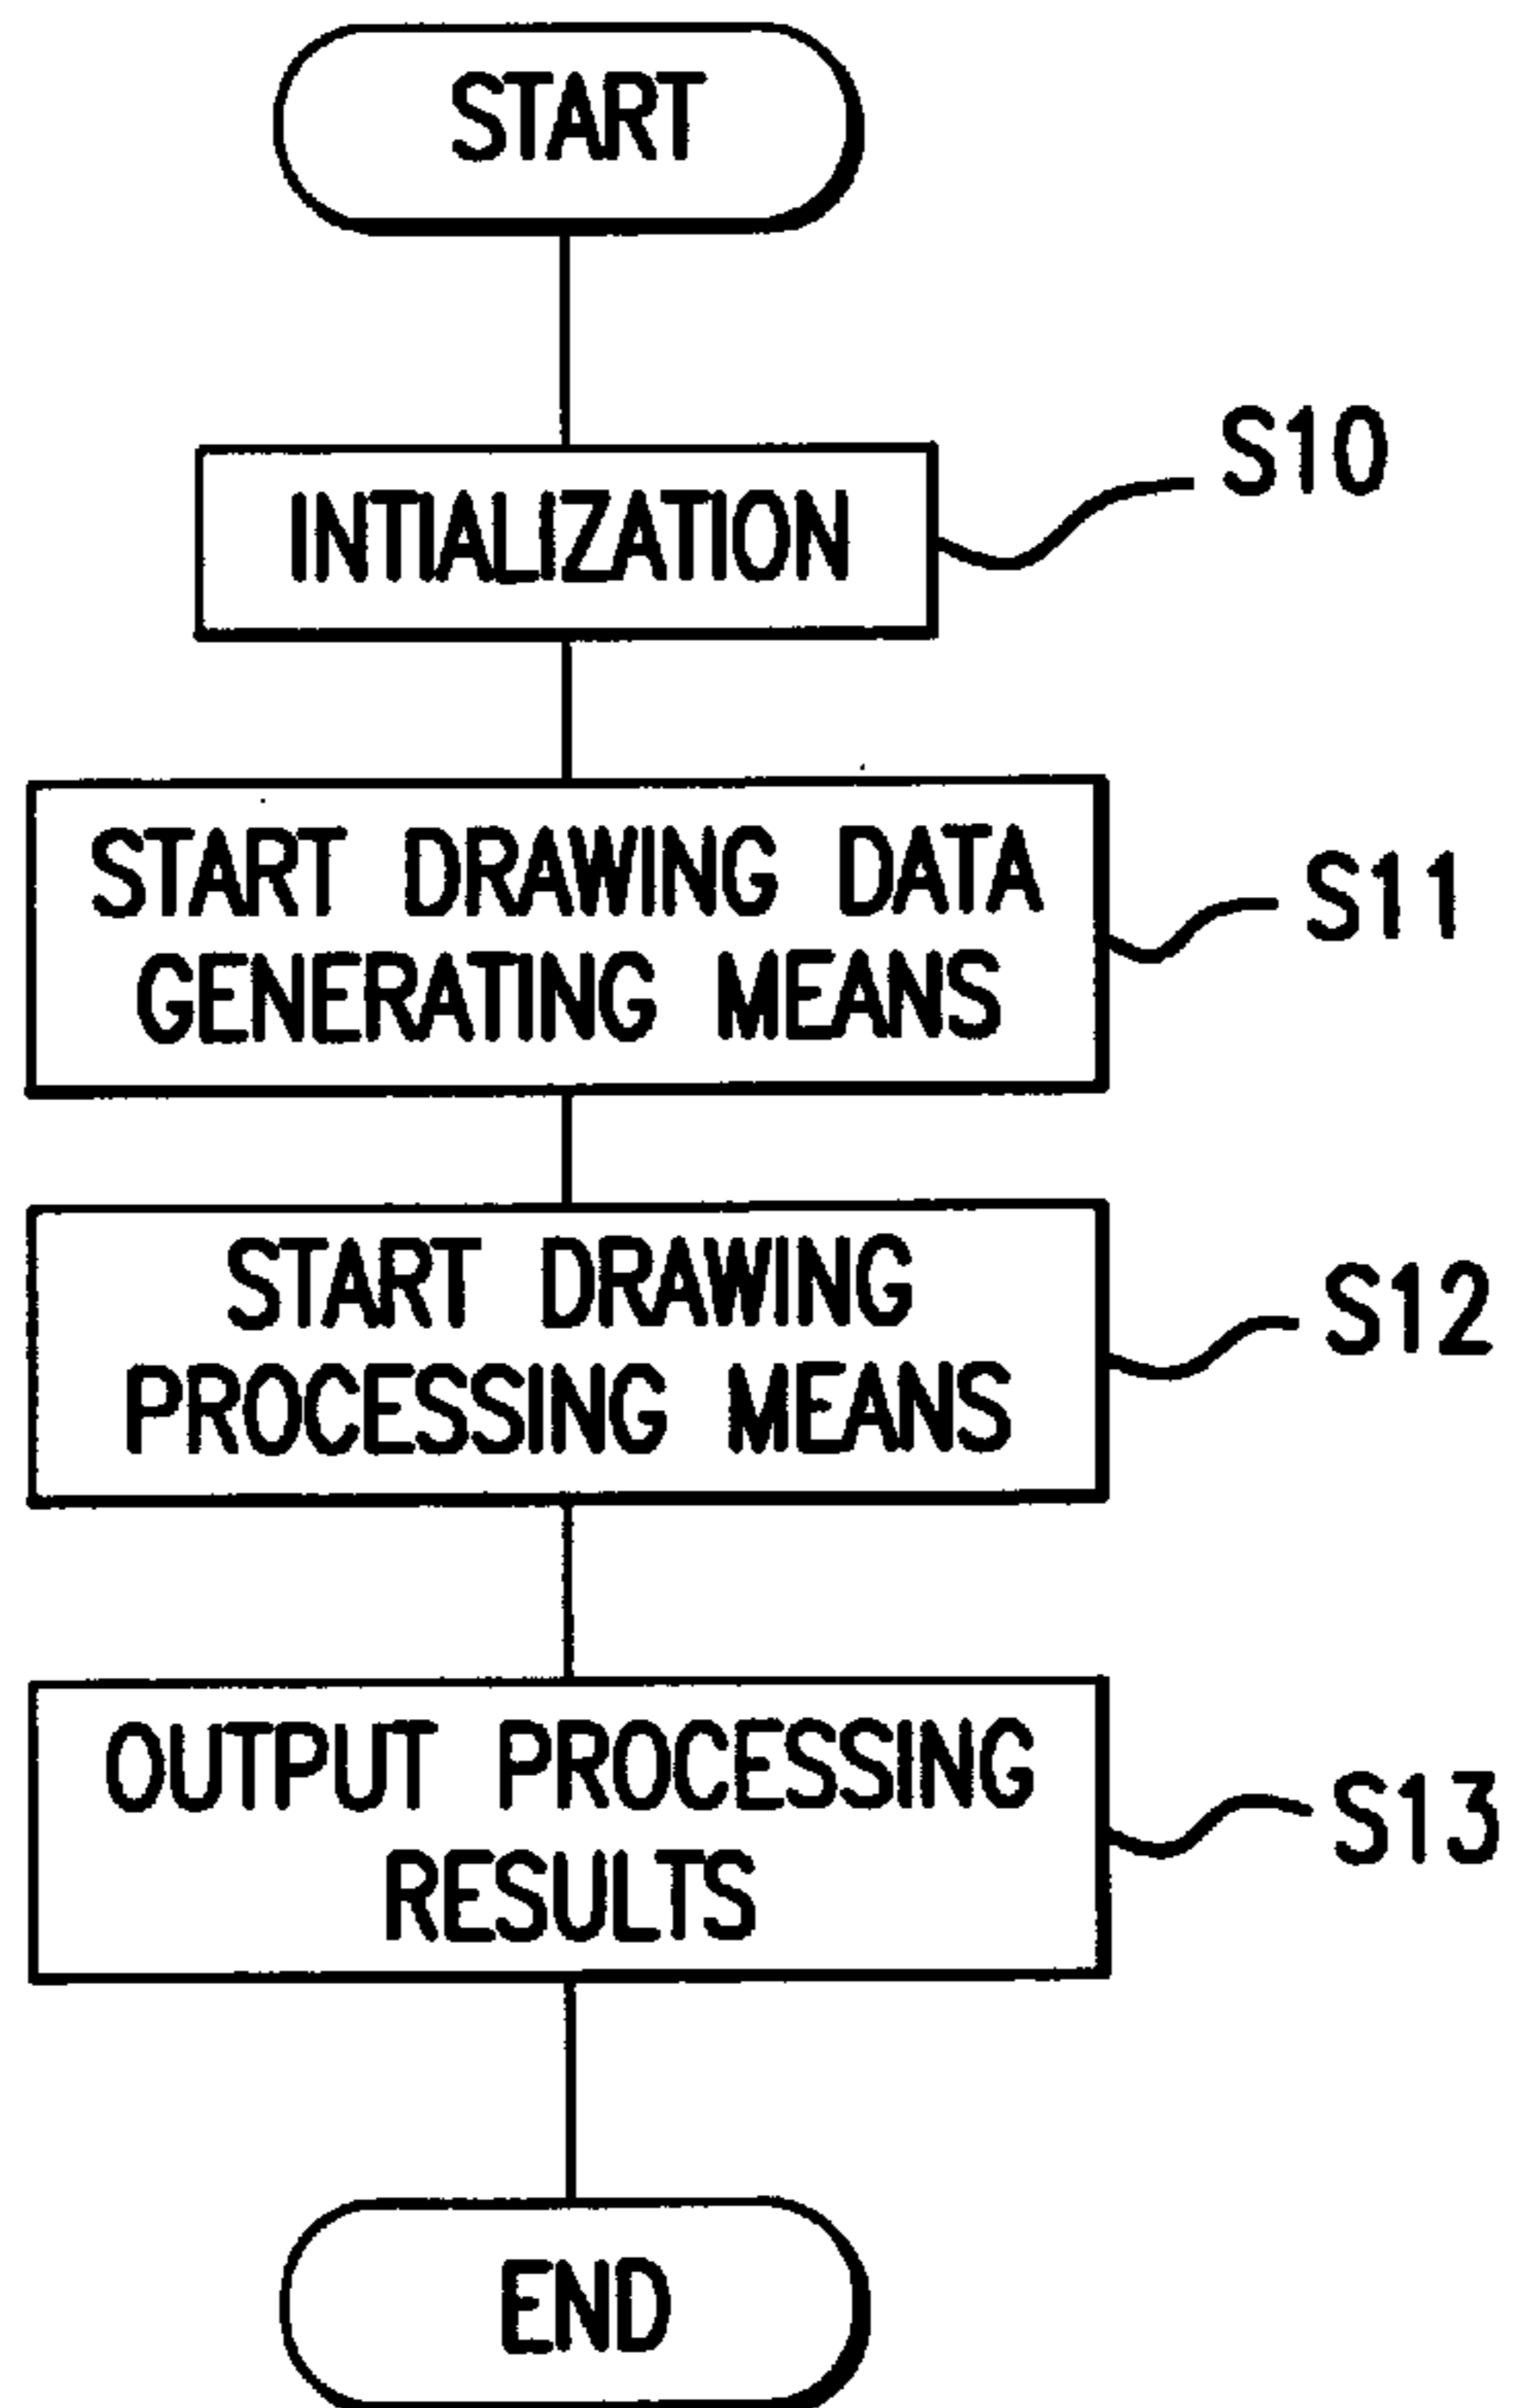 START
INTIALIZATION
S10
START DRAWING DATA
GENERATING MEANS
S11
START DRAWING
PROCESSING MEANS
S12
OUTPUT PROCESSING
RESULTS
S13
END